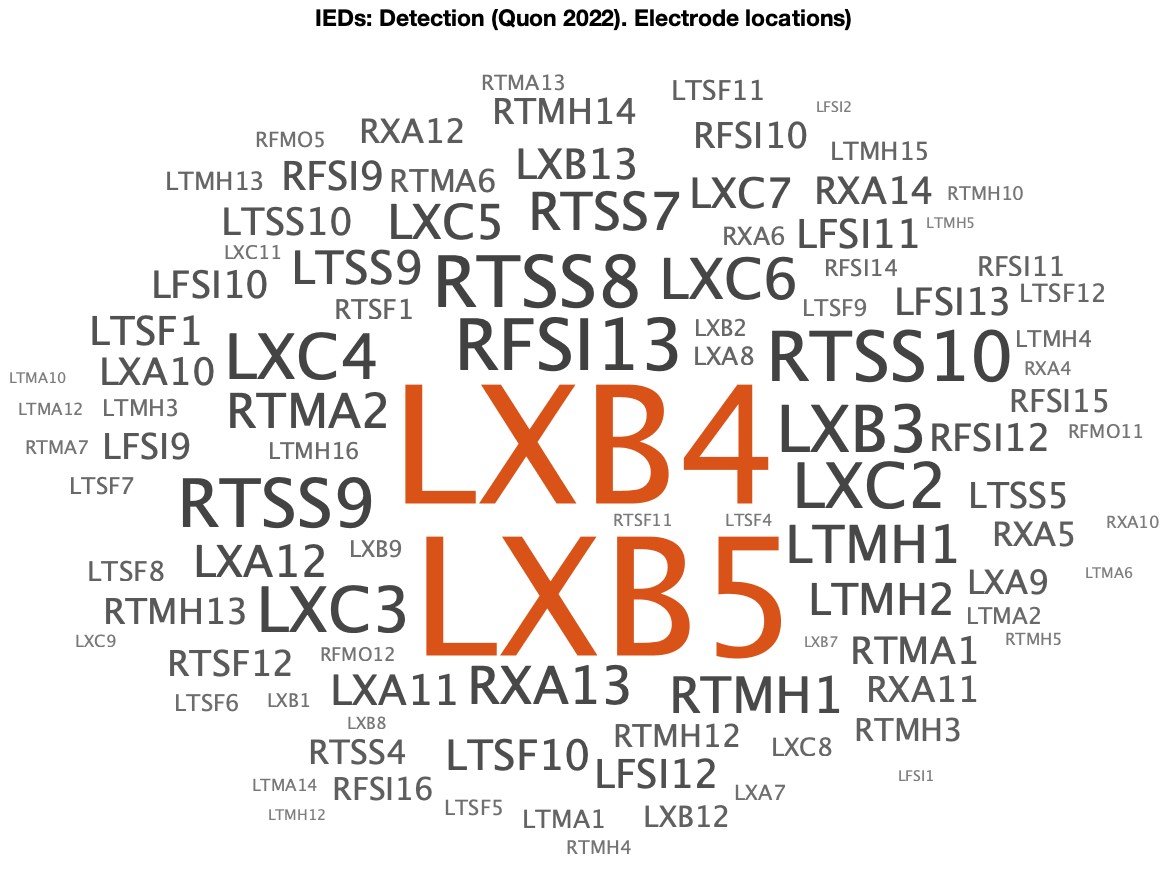 IEDs: Detection (Quon 2022). Electrode locations)
RTMA13
LTSF11
RTMH14
LFSI2
RFMO5
RXA12
RFSI10
LTMH15
LXB13
LTMH13
RFSI9
RTMA6
LXC7
RXA14
RTMH10
LTSS10
LXC5
RTSS7
RXA6
LFSI11
LTMH5
LXC11
LTSS9
RTSS8
LXC6
RFSI14
RFSI11
LFSI10
RTSF1
LTSF9
LFSI13
LTSF12
LTSF1
LXC4
RFSI13
LXB2
LXA8
RTSS10
LTMH4
LTMA10
LXA10
RXA4
LTMA12
LTMH3
RTMA2
LXB4
LXB3
RFSI15
RTMA7
LFSI9
LTMH16
RFSI12
RFMO11
LTSF7
RTSS9
LXC2
LTSS5
RTSF11
LTSF4
RXA5
RXA10
LXB9
LTMH1
LTSF8
LXA12
LXB5
LXA9
LTMA6
RTMH13
LXC3
LTMH2
LTMA2
LXC9
LXB7
RTMH5
RTSF12
RFMO12
RTMA1
LTSF6
LXB1
LXA11
RXA13
RTMH1
RXA11
LXB8
RTSS4
LTSF10
RTMH12
LXC8
RTMH3
LTMA14
RFSI16
LFSI12
LFSI1
LTMH12
LTSF5
LXA7
LTMA1
LXB12
RTMH4